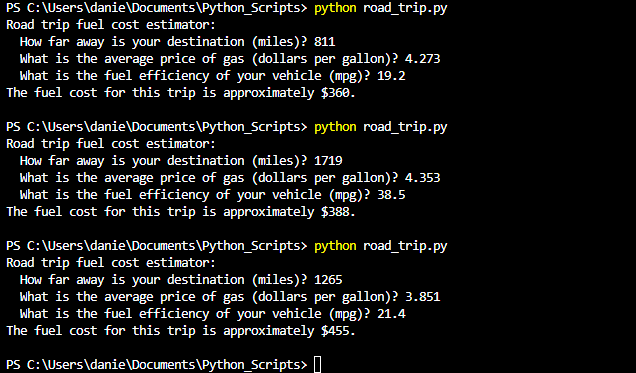 PS C:\Users\danie\Documents\Python_Scripts> python road_trip.py
Road trip fuel cost estimator:
  How far away is your destination (miles)? 811
  What is the average price of gas (dollars per gallon)? 4.273
  What is the fuel efficiency of your vehicle (mpg)? 19.2
The fuel cost for this trip is approximately $360.

PS C:\Users\danie\Documents\Python_Scripts> python road_trip.py
Road trip fuel cost estimator:
  How far away is your destination (miles)? 1719
  What is the average price of gas (dollars per gallon)? 4.353
  What is the fuel efficiency of your vehicle (mpg)? 38.5
The fuel cost for this trip is approximately $388.

PS C:\Users\danie\Documents\Python_Scripts> python road_trip.py
Road trip fuel cost estimator:
  How far away is your destination (miles)? 1265
  What is the average price of gas (dollars per gallon)? 3.851
  What is the fuel efficiency of your vehicle (mpg)? 21.4
The fuel cost for this trip is approximately $455.

PS C:\Users\danie\Documents\Python_Scripts>